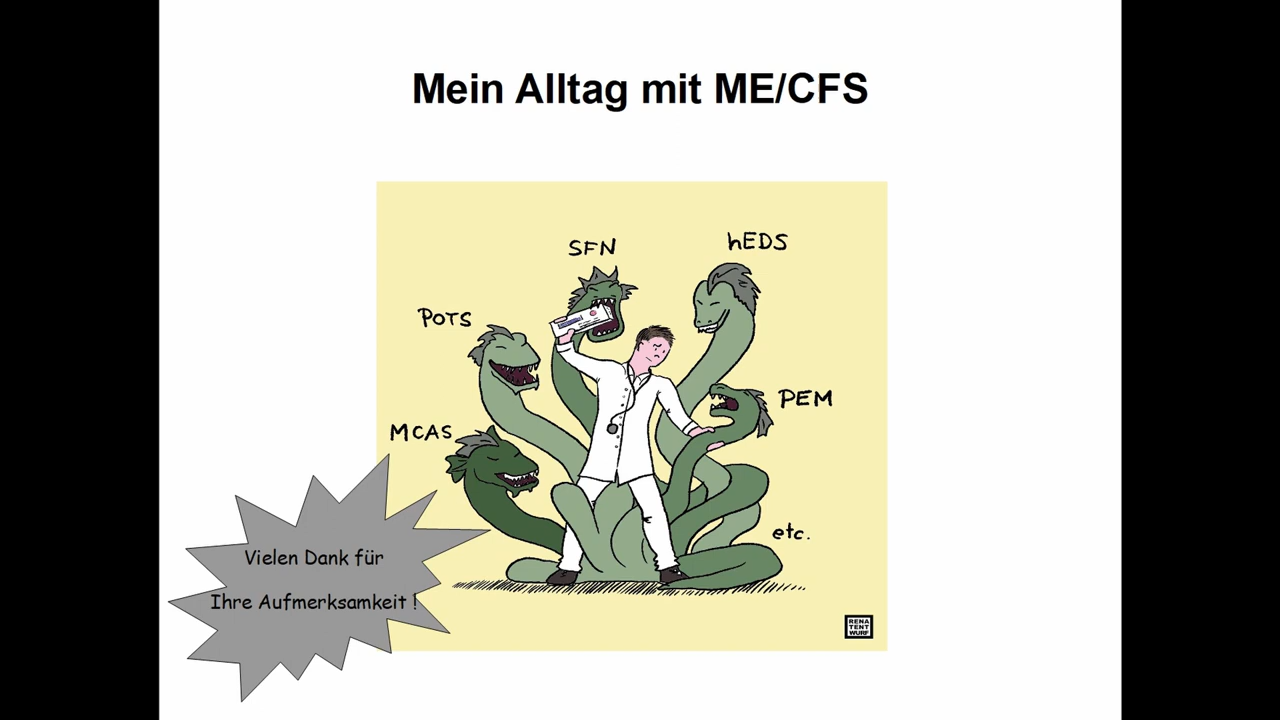 Mein Alltag mit ME/CFS
SFN
hEDS
POTS
PEM
MCAS
etc.
Vielen Dank für
Ihre Aufmerksamkeit !
RENA
TENT
WURF